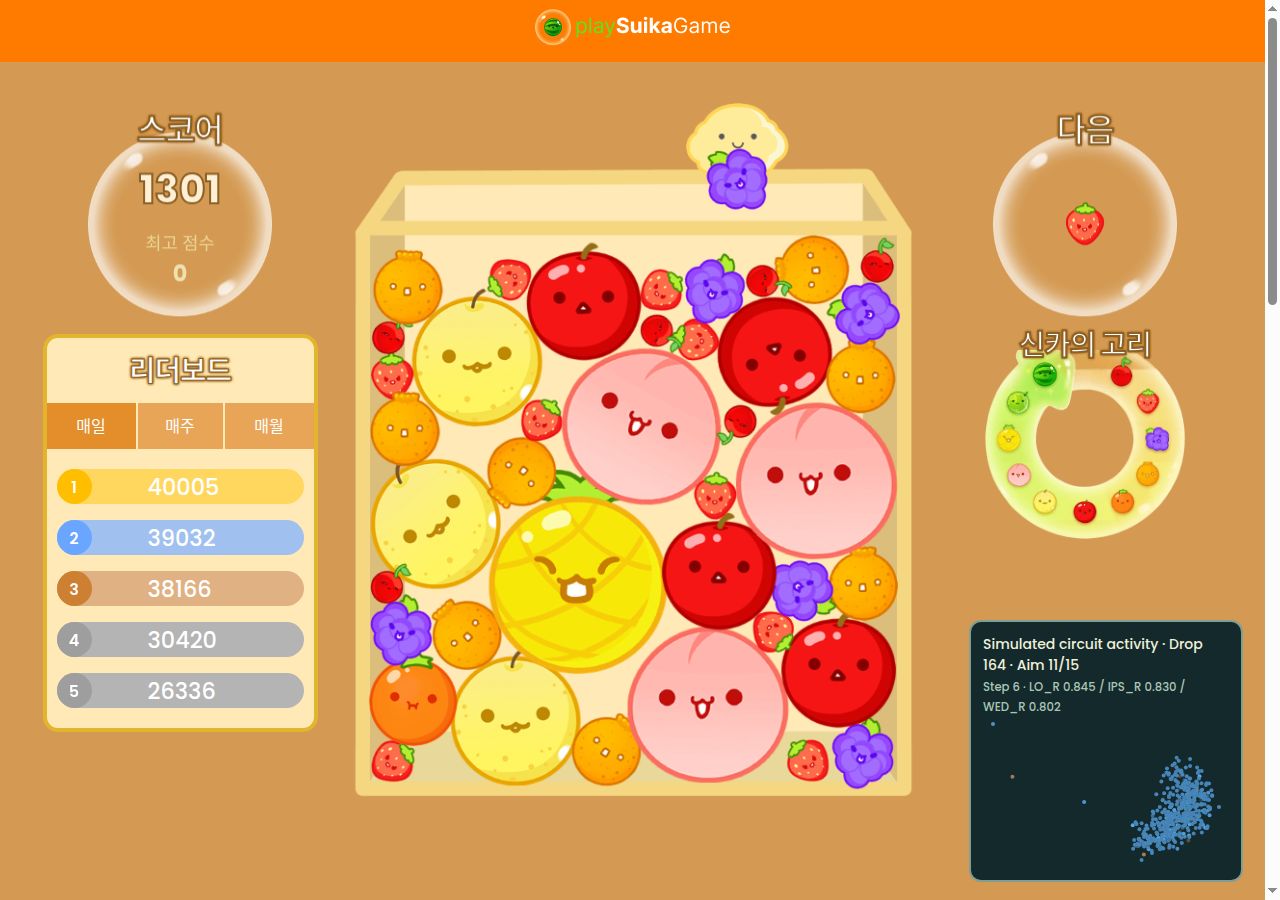 playSuikaGame
스코어
1301
최고 점수
0
리더보드
매일 매주 매월
1 40005
2 39032
3 38166
4 30420
5 26336
다음
신카의 고리
Simulated circuit activity · Drop
164 · Aim 11/15
Step 6 · LO_R 0.845 / IPS_R 0.830 /
WED_R 0.802